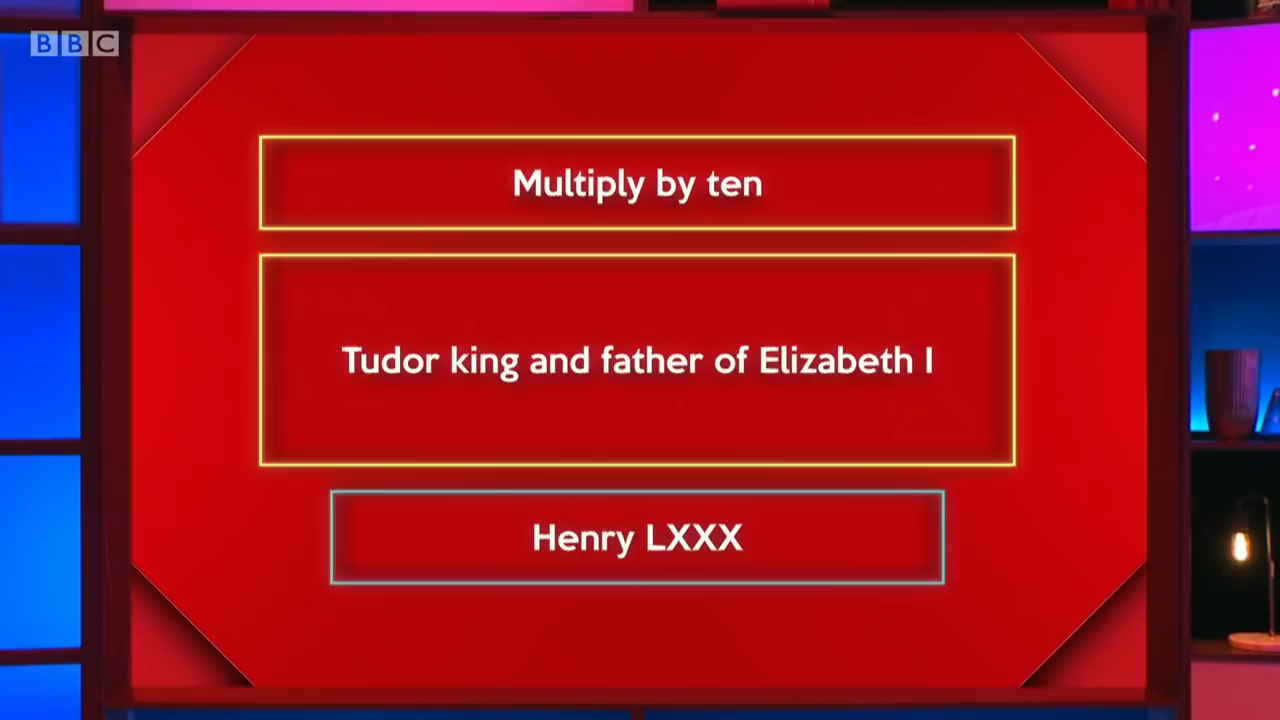 BBC
Multiply by ten
Tudor king and father of Elizabeth I
Henry LXXX